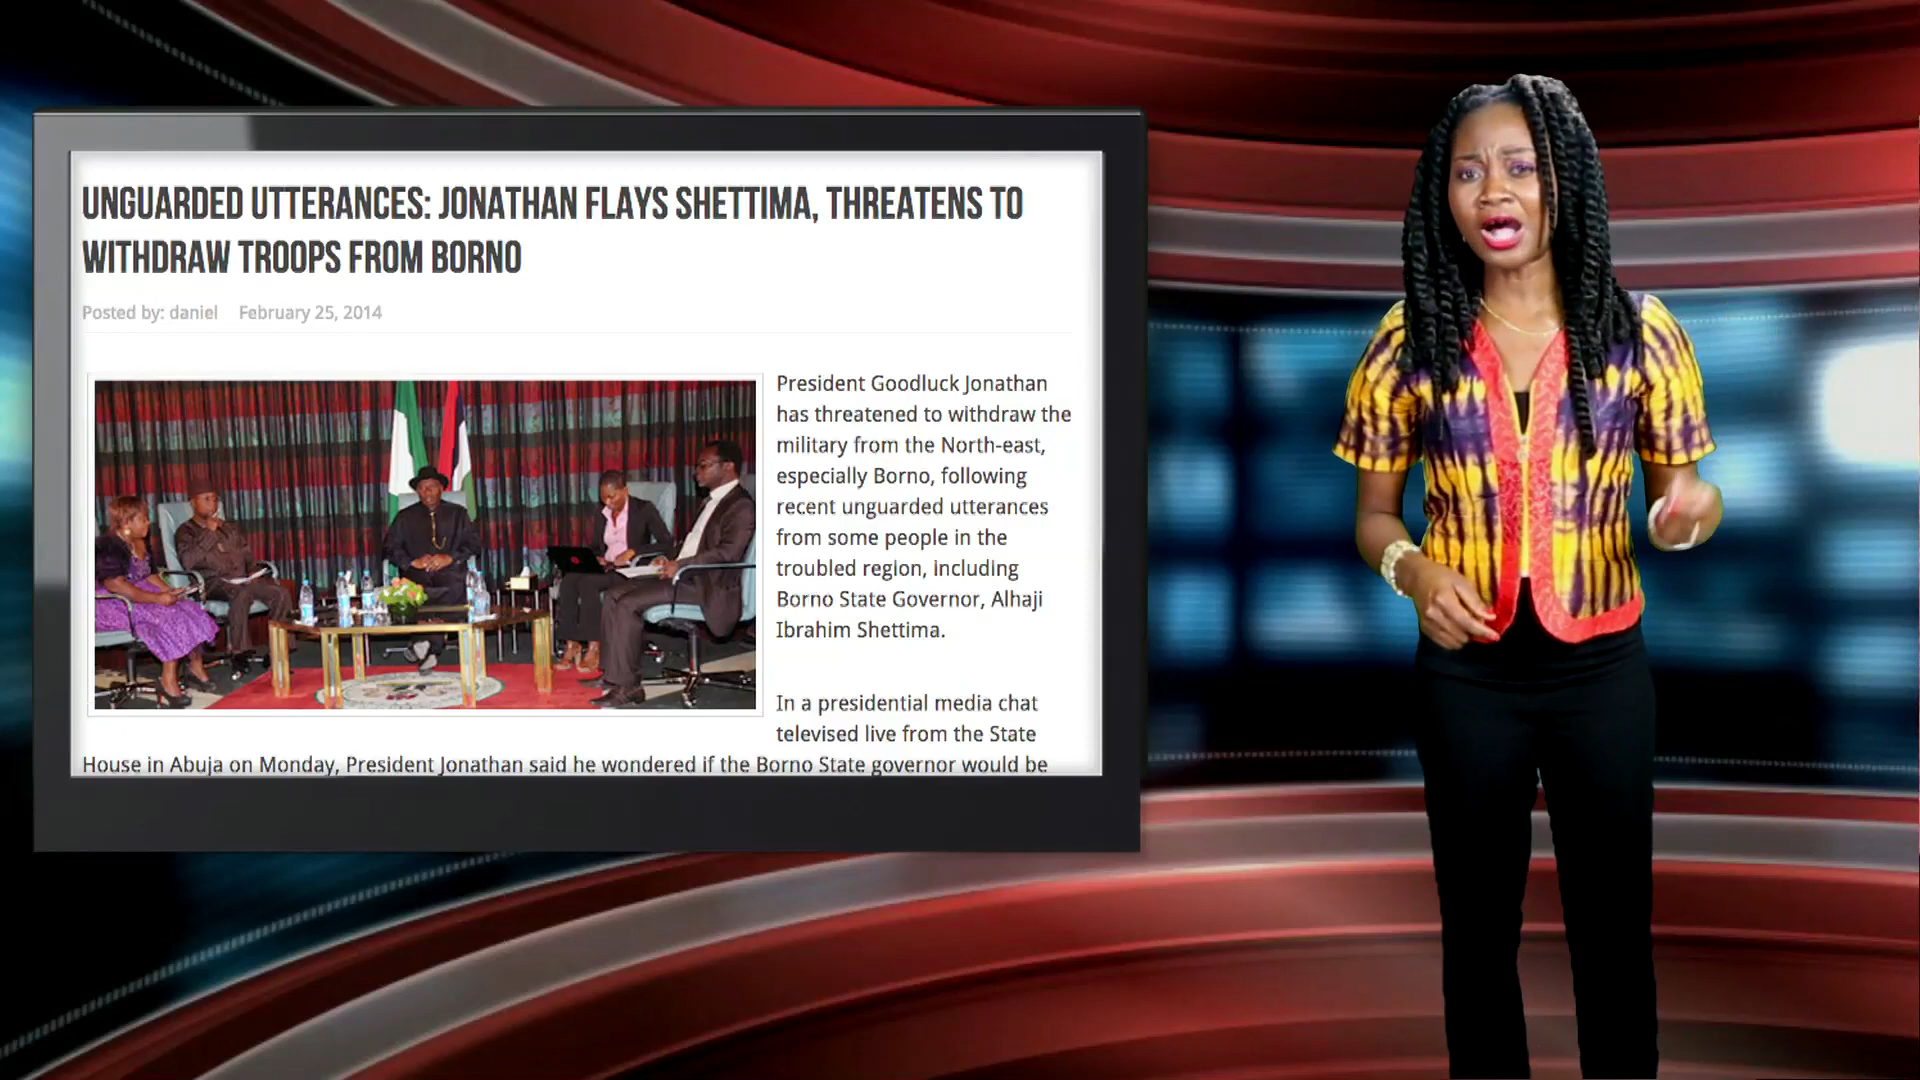 UNGUARDED UTTERANCES: JONATHAN FLAYS SHETTIMA, THREATENS TO
WITHDRAW TROOPS FROM BORNO
Posted by: daniel February 25, 2014
President Goodluck Jonathan
has threatened to withdraw the
military from the North-east,
especially Borno, following
recent unguarded utterances
from some people in the
troubled region, including
Borno State Governor, Alhaji
Ibrahim Shettima.
In a presidential media chat
televised live from the State
House in Abuja on Monday, President Jonathan said he wondered if the Borno State governor would be